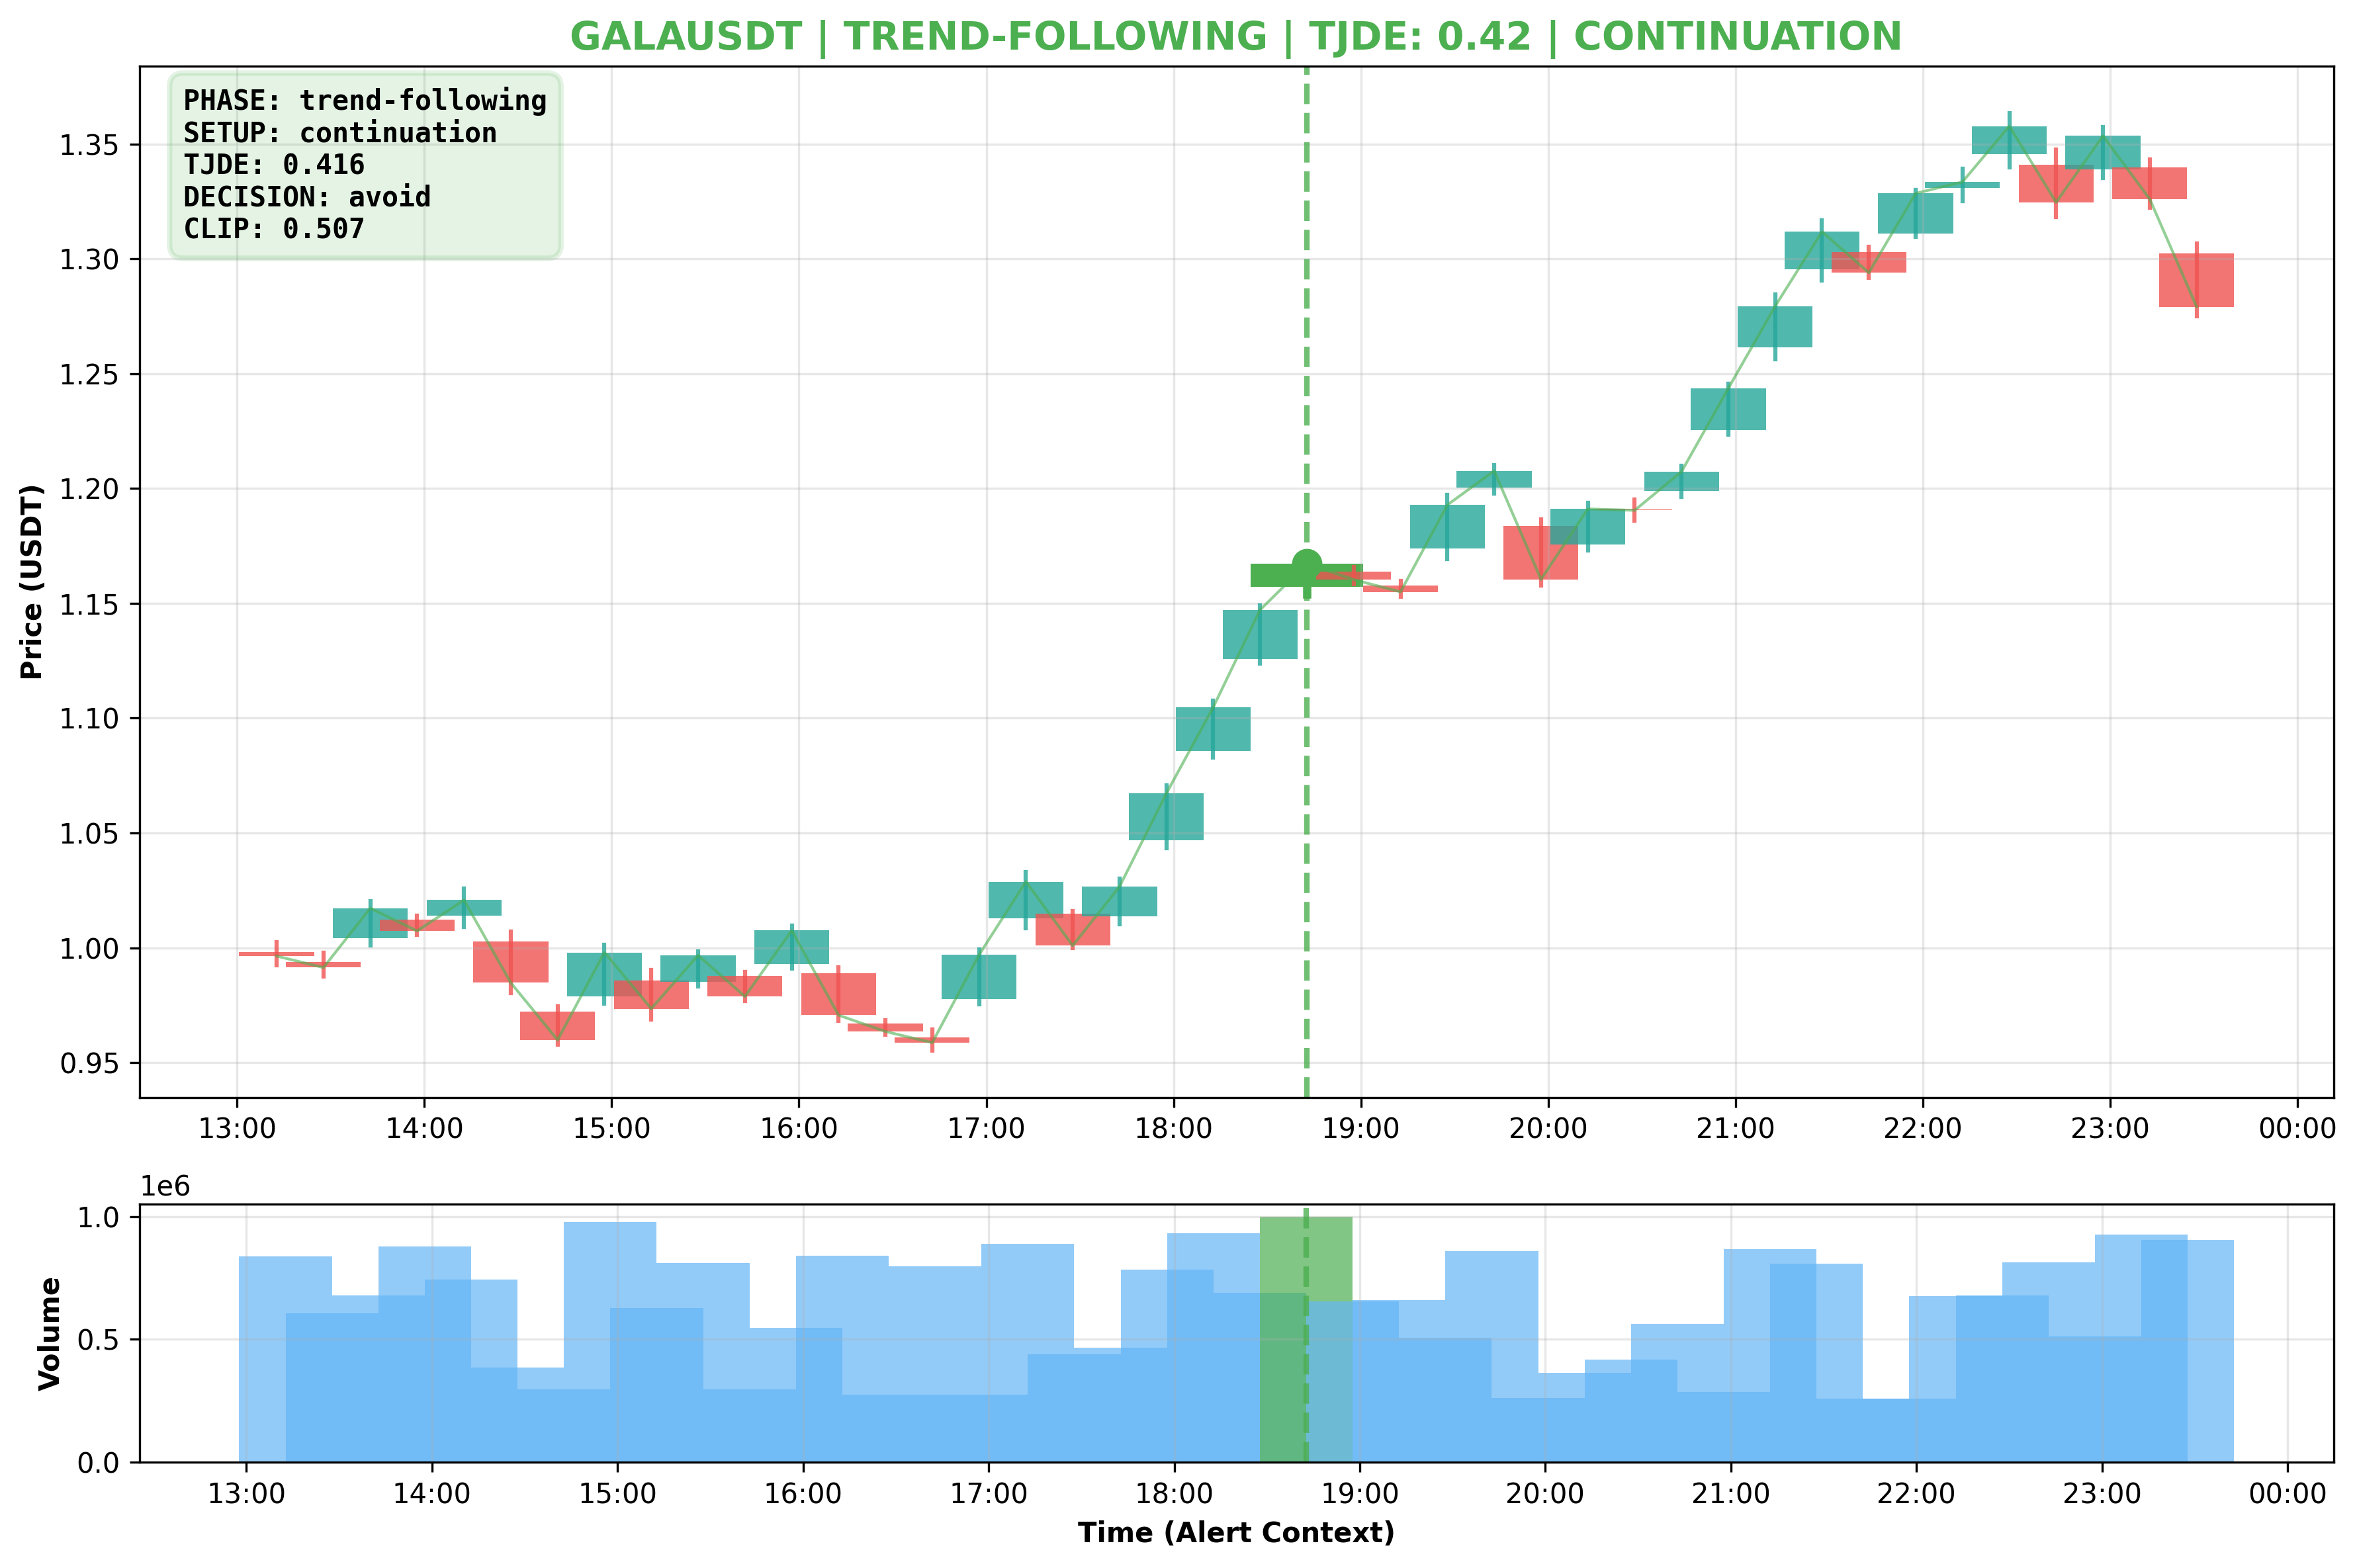 GALAUSDT | TREND-FOLLOWING | TJDE: 0.42 | CONTINUATION
PHASE: trend-following
SETUP: continuation
TJDE: 0.416
DECISION: avoid
CLIP: 0.507
Price (USDT)
1.35
1.30
1.25
1.20
1.15
1.10
1.05
1.00
0.95
13:00 14:00 15:00 16:00 17:00 18:00 19:00 20:00 21:00 22:00 23:00 00:00
1e6
Volume
1.0
0.5
0.0
13:00 14:00 15:00 16:00 17:00 18:00 19:00 20:00 21:00 22:00 23:00 00:00
Time (Alert Context)